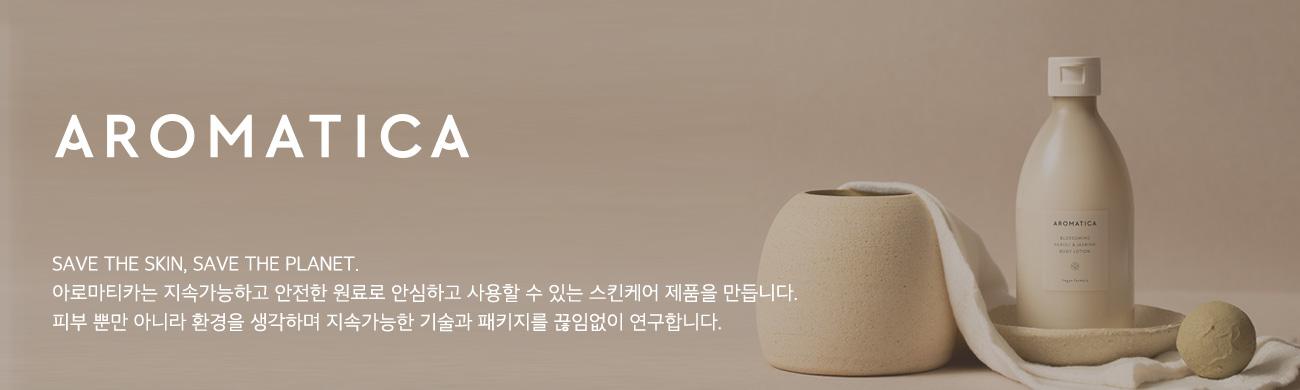 AROMATICA
SAVE THE SKIN, SAVE THE PLANET.
아로마티카는 지속가능하고 안전한 원료로 안심하고 사용할 수 있는 스킨케어 제품을 만듭니다.
피부 뿐만 아니라 환경을 생각하며 지속가능한 기술과 패키지를 끊임없이 연구합니다.
AROMATICA
BLOSSOMING
NEROLI & JASMINE
BODY LOTION
Vegan Formula